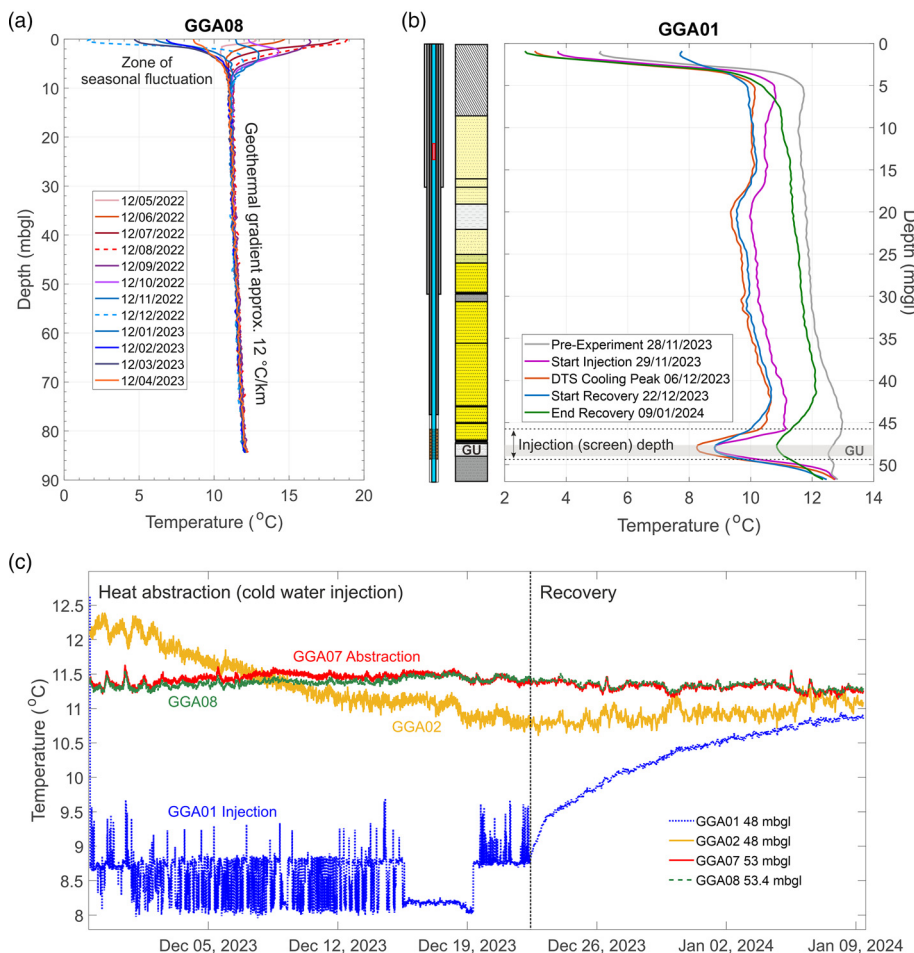 (a)
GGA08
Depth (mbgl)
0
10
20
30
40
50
60
70
80
90
Zone of
seasonal fluctuation
Geothermal gradient approx. 12 °C/km
12/05/2022
12/06/2022
12/07/2022
12/08/2022
12/09/2022
12/10/2022
12/11/2022
12/12/2022
12/01/2023
12/02/2023
12/03/2023
12/04/2023
0 5 10 15 20
Temperature (°C)
(b)
GGA01
GU
Pre-Experiment 28/11/2023
Start Injection 29/11/2023
DTS Cooling Peak 06/12/2023
Start Recovery 22/12/2023
End Recovery 09/01/2024
Injection (screen) depth
GU
0
5
10
15
20
25
30
35
40
45
50
Depth (mbgl)
2 4 6 8 10 12 14
Temperature (°C)
(c)
Heat abstraction (cold water injection)
Recovery
Temperature (°C)
12.5
12
11.5
11
10.5
10
9.5
9
8.5
8
GGA07 Abstraction
GGA08
GGA02
GGA01 Injection
GGA01 48 mbgl
GGA02 48 mbgl
GGA07 53 mbgl
GGA08 53.4 mbgl
Dec 05, 2023 Dec 12, 2023 Dec 19, 2023 Dec 26, 2023 Jan 02, 2024 Jan 09, 2024